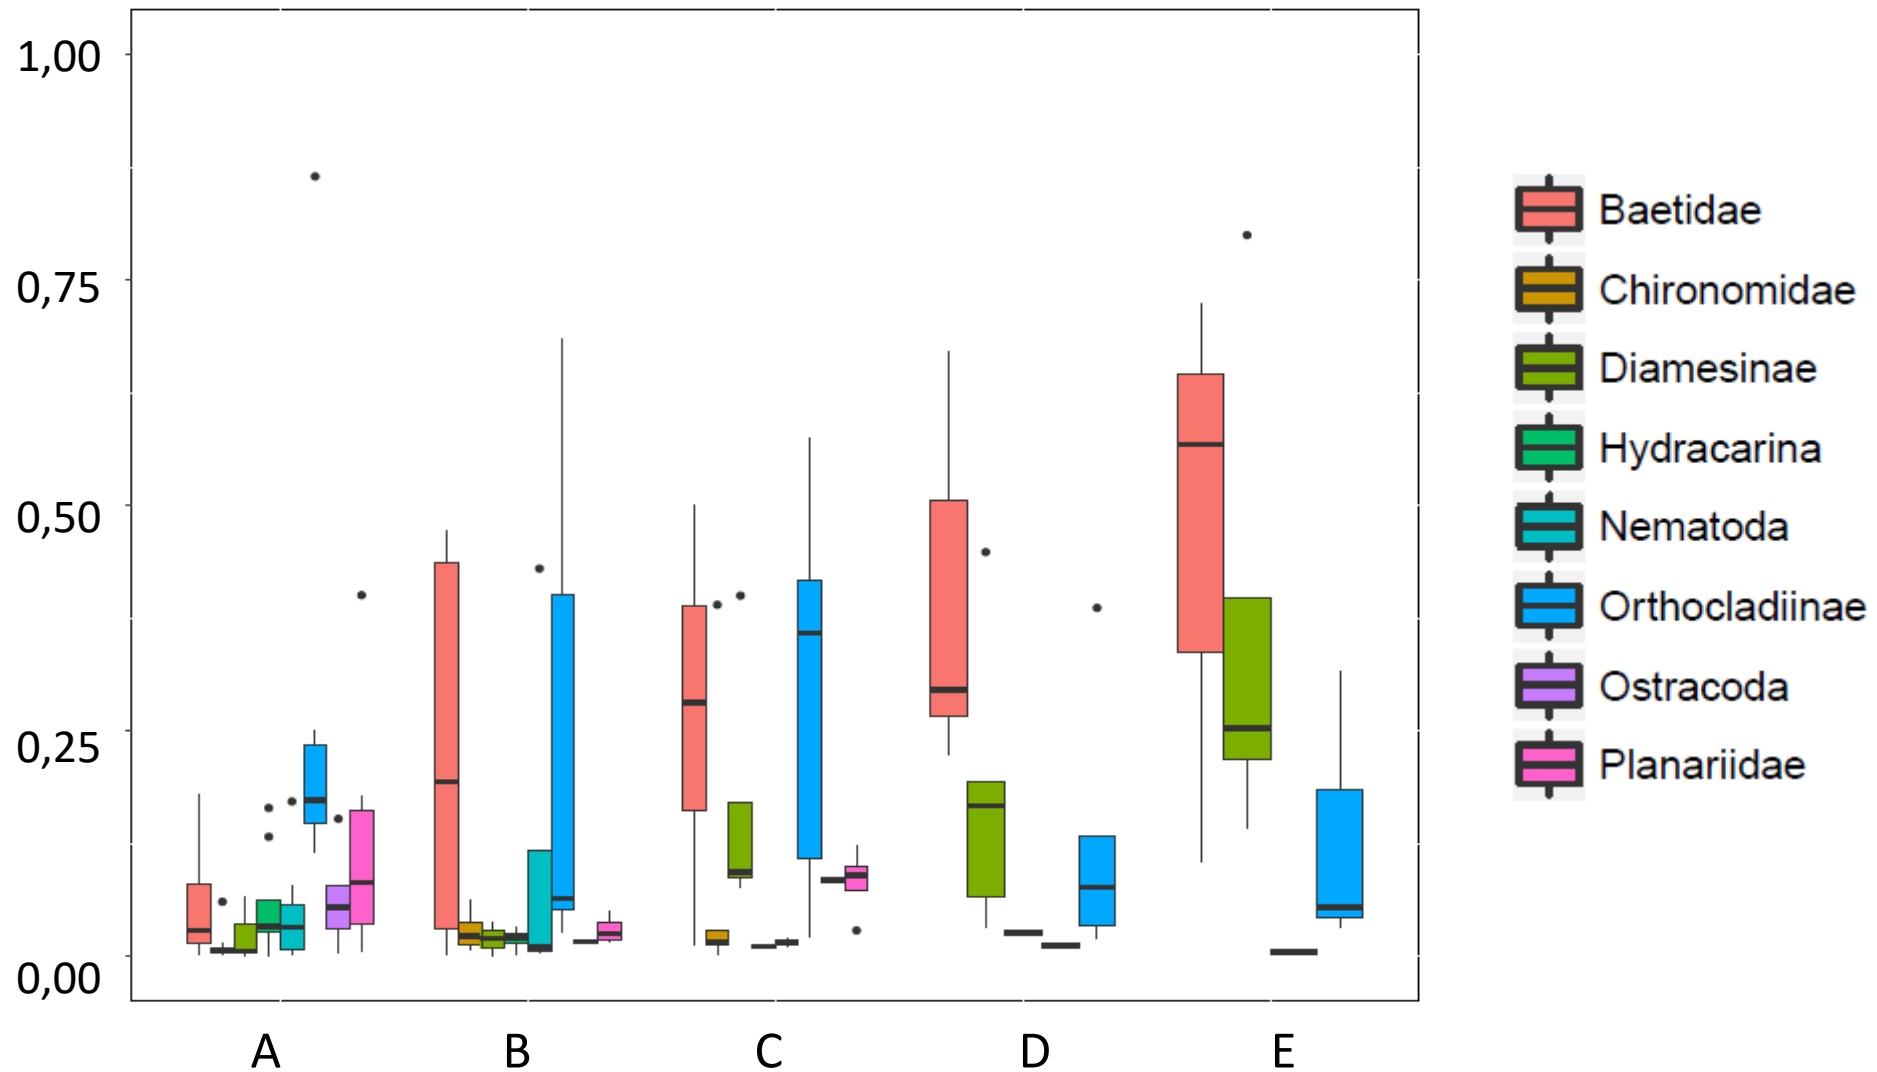 1,00
0,75
0,50
0,25
0,00
A B C D E
Baetidae
Chironomidae
Diamesinae
Hydracarina
Nematoda
Orthocladiinae
Ostracoda
Planariidae